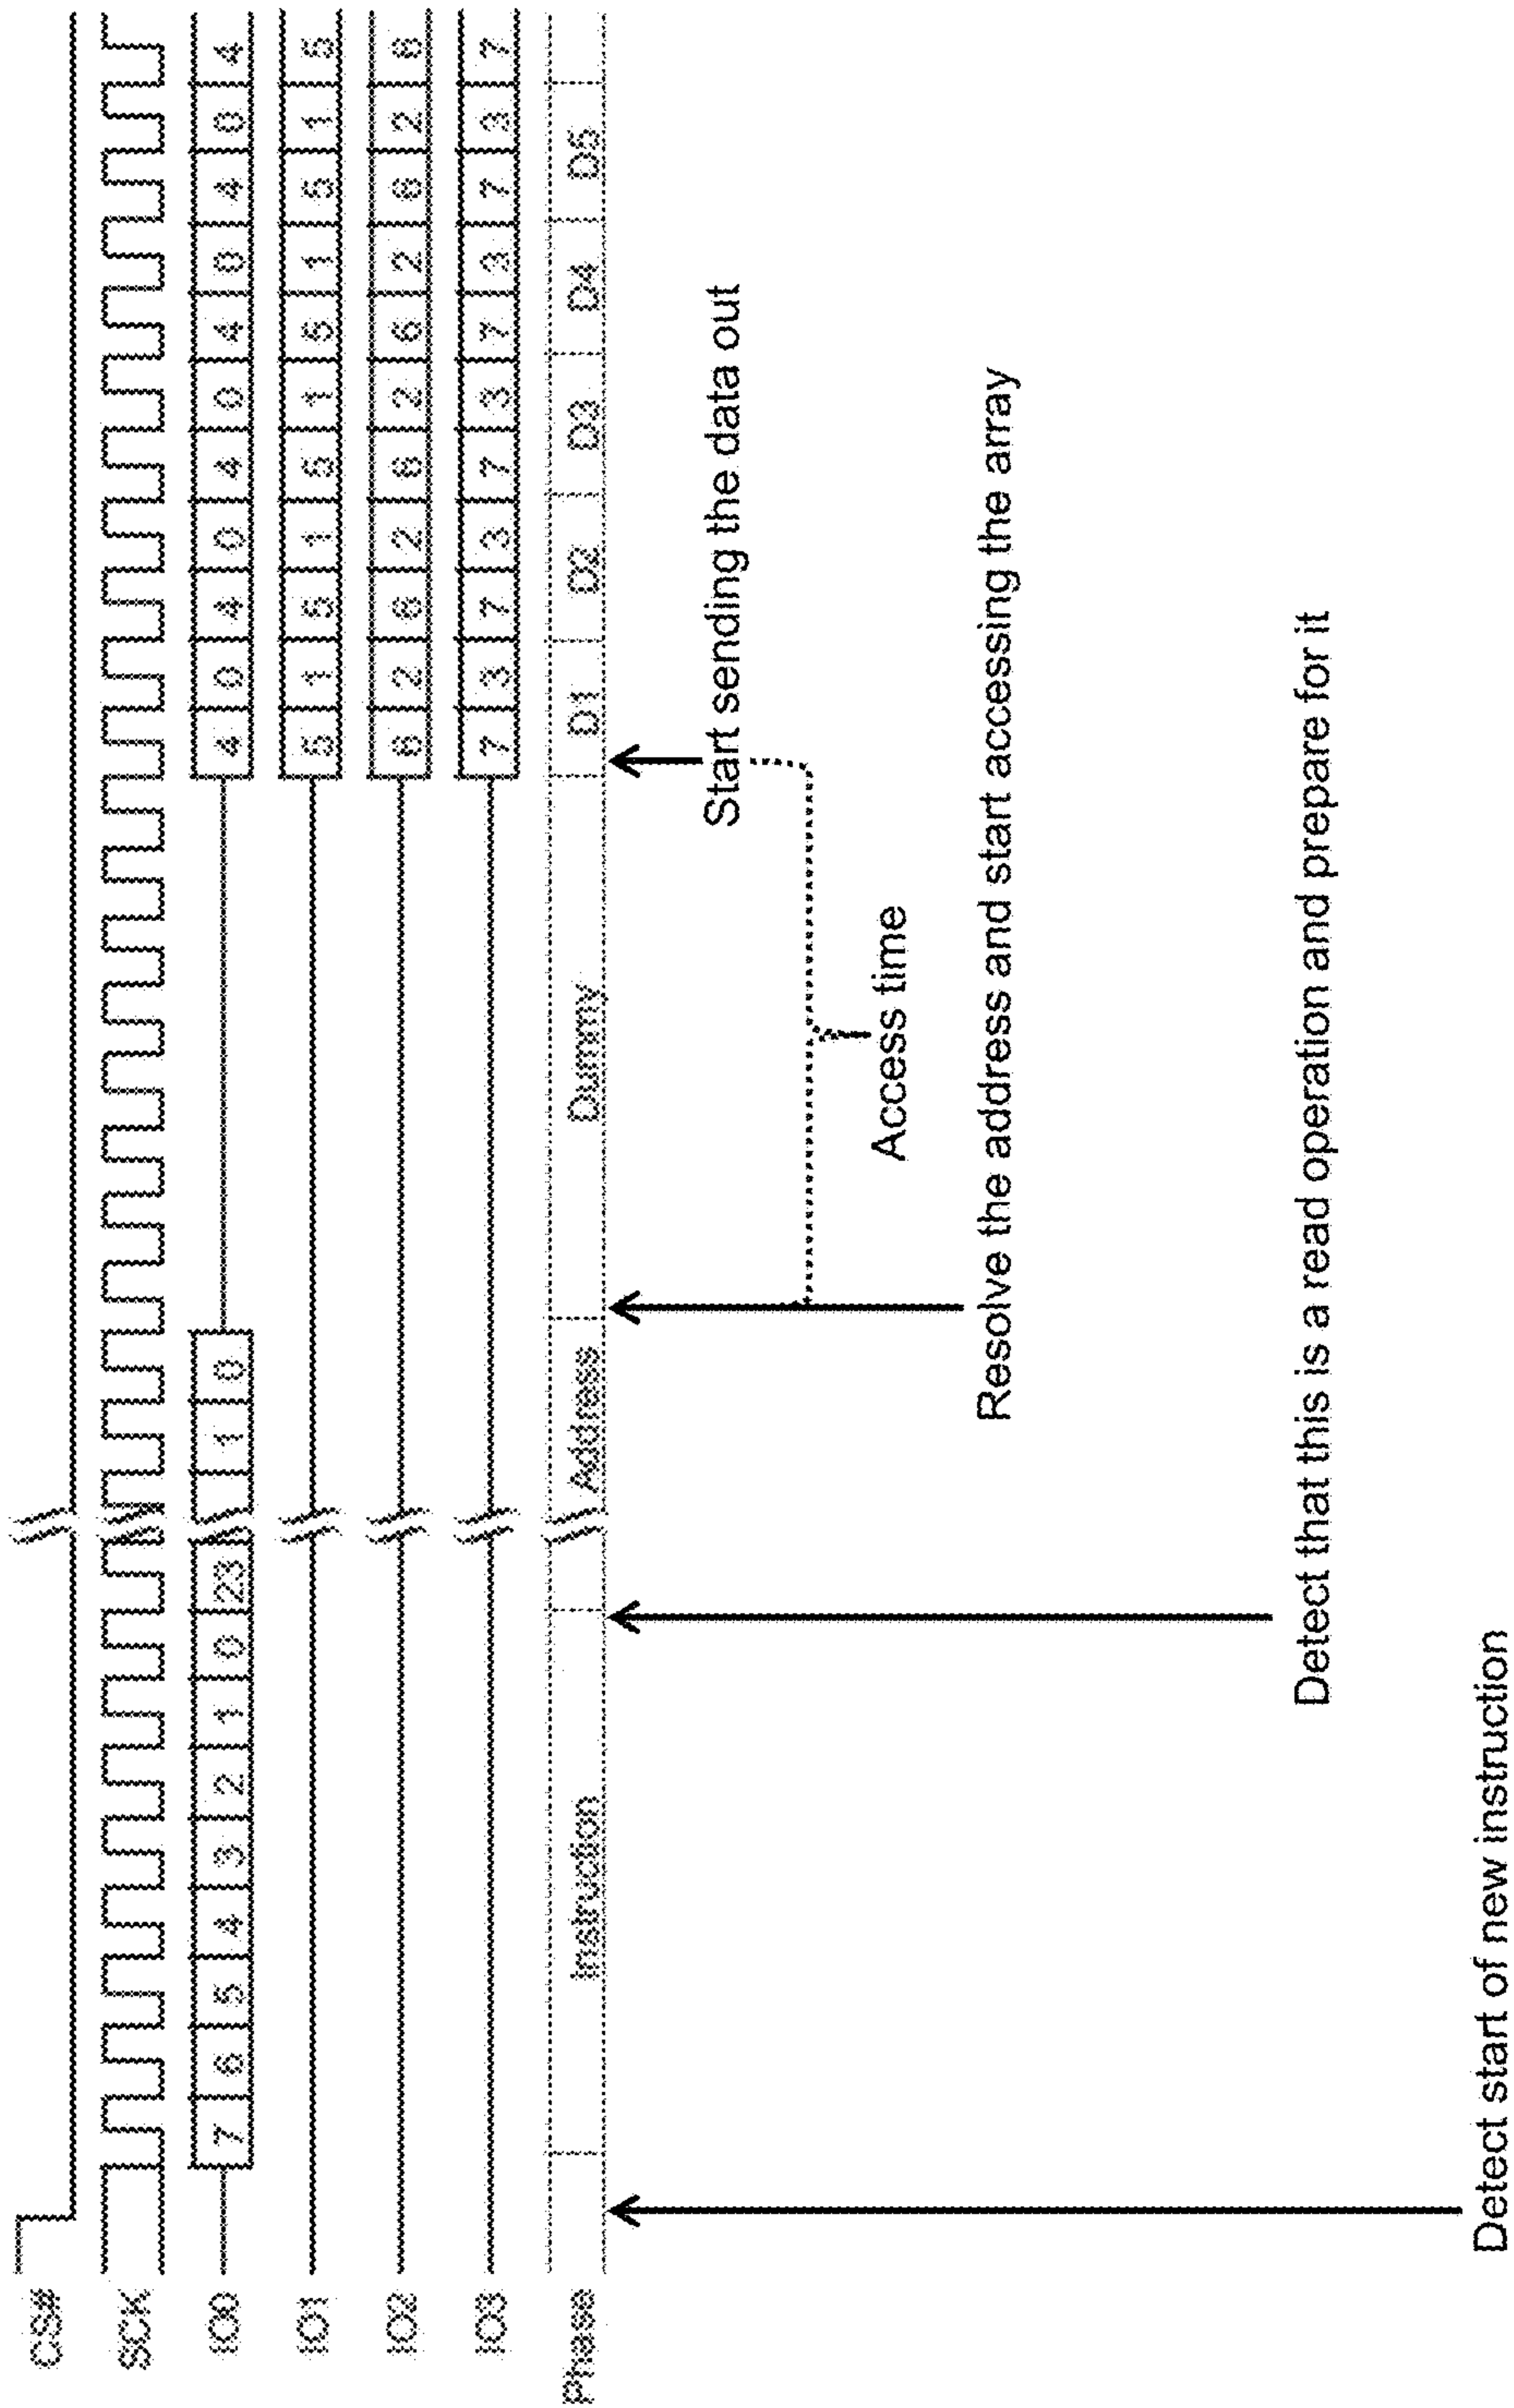 CS#
SCK
IO0 7 6 5 4 3 2 1 0 23 1 0 4 0 4 0 4 0 4 0 4 0 4
IO1 5 1 5 1 5 1 5 1 5 1 5
IO2 6 2 6 2 6 2 6 2 6 2 6
IO3 7 3 7 3 7 3 7 3 7 3 7
Phase Instruction Address Dummy D1 D2 D3 D4 D5
Start sending the data out
Access time
Resolve the address and start accessing the array
Detect that this is a read operation and prepare for it
Detect start of new instruction